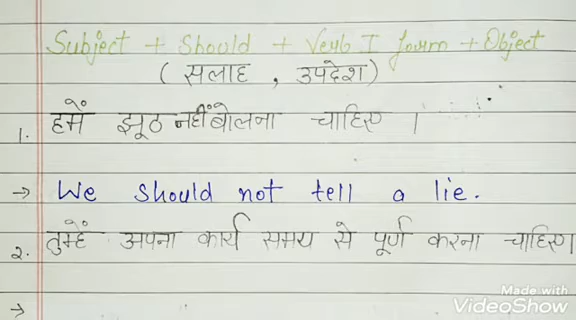 Subject + Should + Verb I form + Object
(सलाह , उपदेश)
1. हमें झूठ नहीं बोलना चाहिए ।
→ We should not tell a lie.
2. तुम्हें अपना कार्य समय से पूर्ण करना चाहिए।
→
Made with
VideoShow